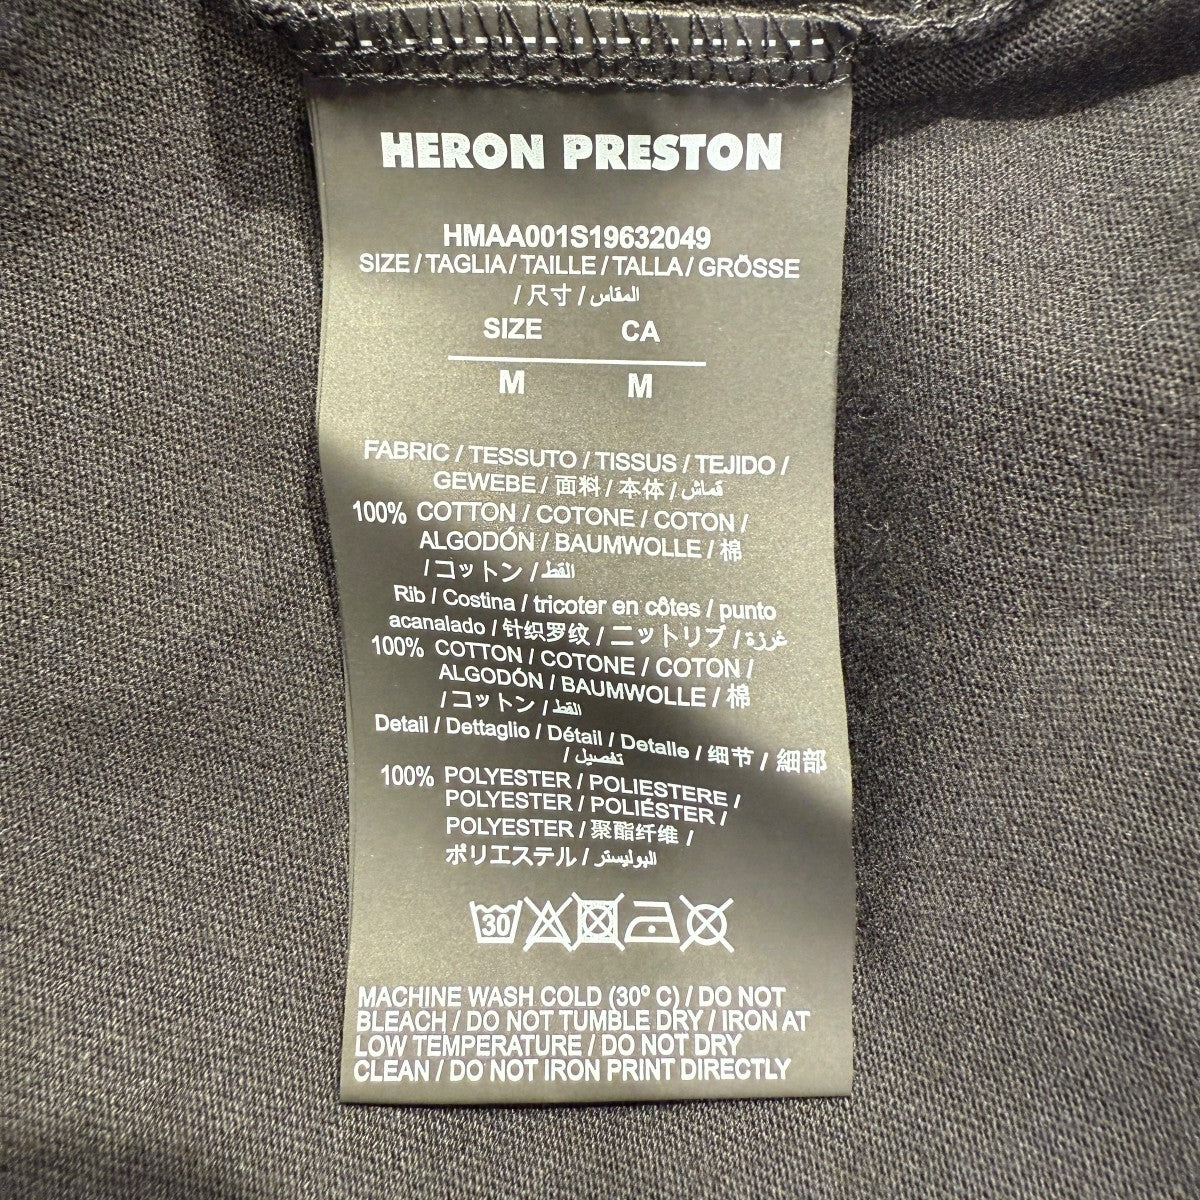 HERON PRESTON
HMAA001S19632049
SIZE / TAGLIA / TAILLE / TALLA / GRÖSSE
/ 尺寸 / المقاس
SIZE CA
M M
FABRIC / TESSUTO / TISSUS / TEJIDO /
GEWEBE / 面料 / 本体 / قماش
100% COTTON / COTONE / COTON /
ALGODÓN / BAUMWOLLE / 棉
/ コットン / القط
Rib / Costina / tricoter en côtes / punto
acanalado / 针织罗纹 / ニットリブ / غرزة
100% COTTON / COTONE / COTON /
ALGODÓN / BAUMWOLLE / 棉
/ コットン / القط
Detail / Dettaglio / Détail / Detalle / 细节 / 細部
/ تفصيل
100% POLYESTER / POLIESTERE /
POLYESTER / POLIÉSTER /
POLYESTER / 聚酯纤维 /
ポリエステル / البوليستر
30
MACHINE WASH COLD (30º C) / DO NOT
BLEACH / DO NOT TUMBLE DRY / IRON AT
LOW TEMPERATURE / DO NOT DRY
CLEAN / DO NOT IRON PRINT DIRECTLY